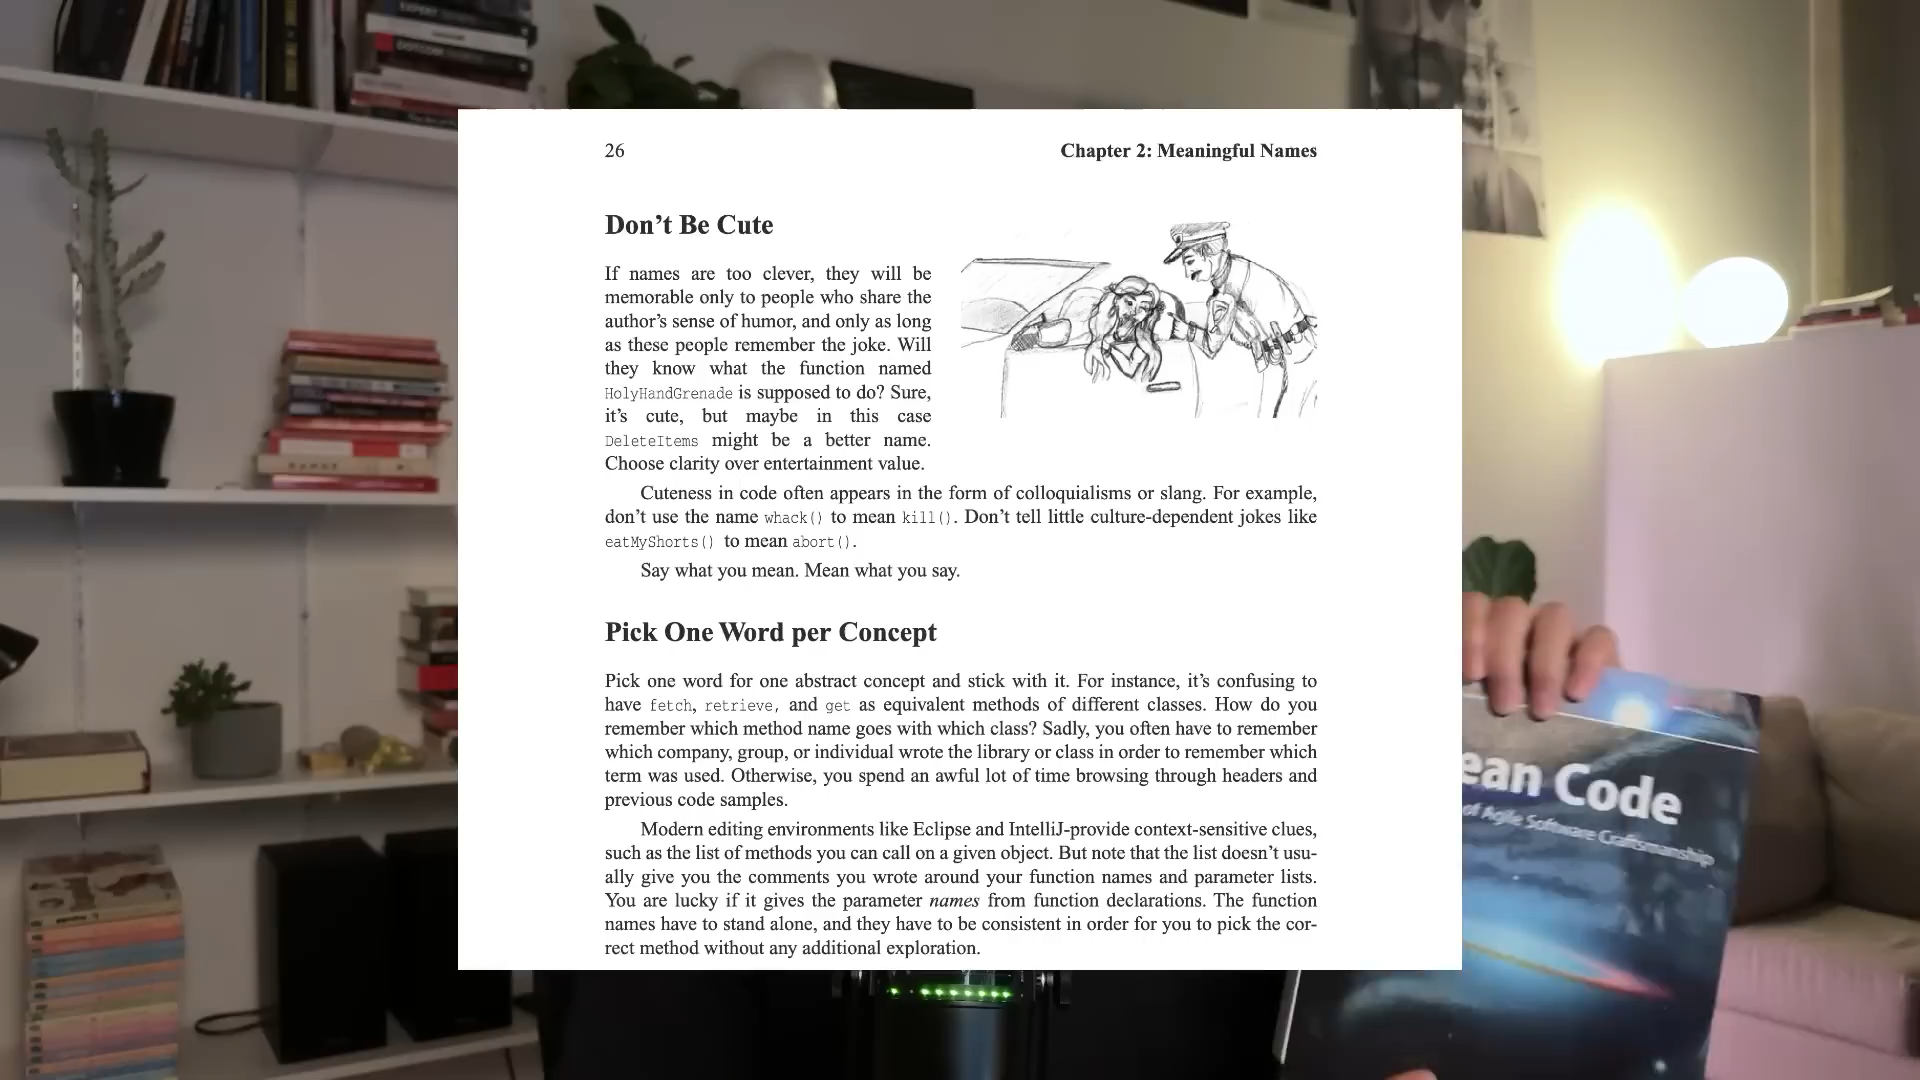 EXPERT
DOTCOM
26
Chapter 2: Meaningful Names
Don’t Be Cute
If names are too clever, they will be
memorable only to people who share the
author’s sense of humor, and only as long
as these people remember the joke. Will
they know what the function named
HolyHandGrenade is supposed to do? Sure,
it’s cute, but maybe in this case
DeleteItems might be a better name.
Choose clarity over entertainment value.
Cuteness in code often appears in the form of colloquialisms or slang. For example,
don’t use the name whack() to mean kill(). Don’t tell little culture-dependent jokes like
eatMyShorts() to mean abort().
Say what you mean. Mean what you say.
Pick One Word per Concept
Pick one word for one abstract concept and stick with it. For instance, it’s confusing to
have fetch, retrieve, and get as equivalent methods of different classes. How do you
remember which method name goes with which class? Sadly, you often have to remember
which company, group, or individual wrote the library or class in order to remember which
term was used. Otherwise, you spend an awful lot of time browsing through headers and
previous code samples.
Modern editing environments like Eclipse and IntelliJ-provide context-sensitive clues,
such as the list of methods you can call on a given object. But note that the list doesn’t usu-
ally give you the comments you wrote around your function names and parameter lists.
You are lucky if it gives the parameter names from function declarations. The function
names have to stand alone, and they have to be consistent in order for you to pick the cor-
rect method without any additional exploration.
ean Code
of Agile Software Craftsmanship